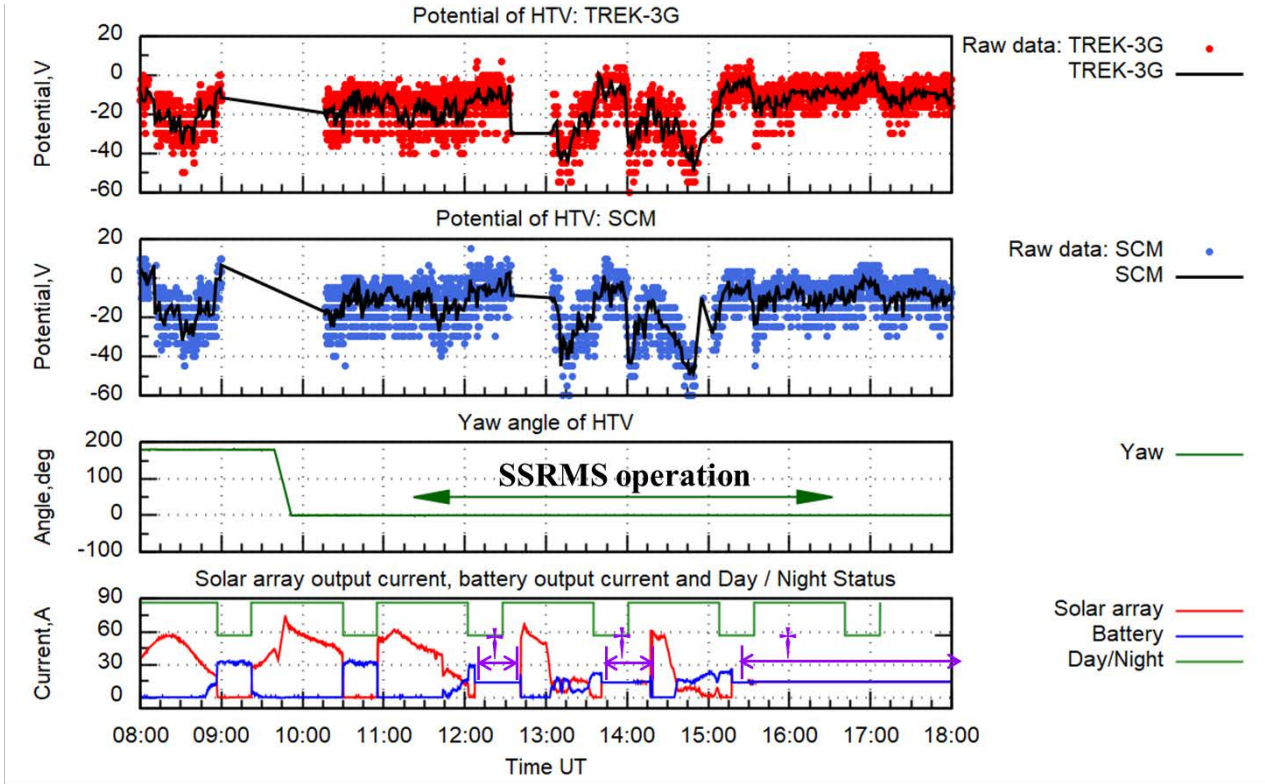 Potential of HTV: TREK-3G
Raw data: TREK-3G
TREK-3G
Potential,V
20
0
-20
-40
-60
Potential of HTV: SCM
Raw data: SCM
SCM
Potential,V
20
0
-20
-40
-60
Yaw angle of HTV
Yaw
Angle,deg
200
100
0
-100
SSRMS operation
Solar array output current, battery output current and Day / Night Status
Solar array
Battery
Day/Night
Current,A
90
60
30
0
† † †
08:00 09:00 10:00 11:00 12:00 13:00 14:00 15:00 16:00 17:00 18:00
Time UT